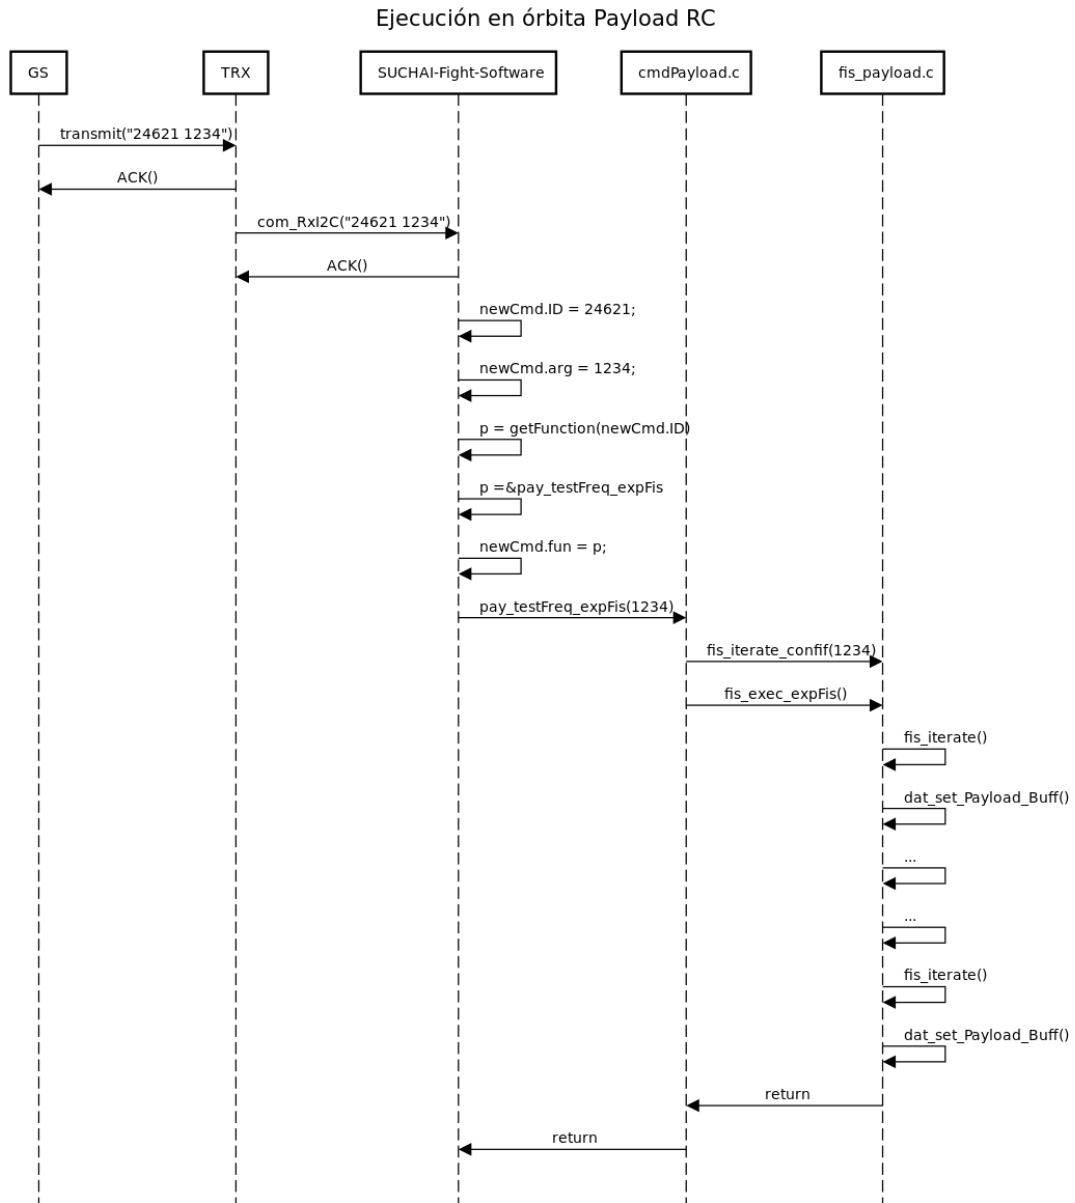 Ejecución en órbita Payload RC
GS
TRX
SUCHAI-Fight-Software
cmdPayload.c
fis_payload.c
transmit("24621 1234")
ACK()
com_RxI2C("24621 1234")
ACK()
newCmd.ID = 24621;
newCmd.arg = 1234;
p = getFunction(newCmd.ID)
p =&pay_testFreq_expFis
newCmd.fun = p;
pay_testFreq_expFis(1234)
fis_iterate_confif(1234)
fis_exec_expFis()
fis_iterate()
dat_set_Payload_Buff()
...
...
fis_iterate()
dat_set_Payload_Buff()
return
return